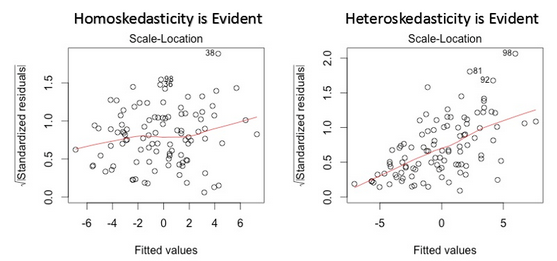 Homoskedasticity is Evident
Scale-Location
√|Standardized residuals|
1.5
1.0
0.5
0.0
38
98
36
-6 -4 -2 0 2 4 6
Fitted values
Heteroskedasticity is Evident
Scale-Location
√|Standardized residuals|
2.0
1.5
1.0
0.5
0.0
98
81
92
-5 0 5
Fitted values